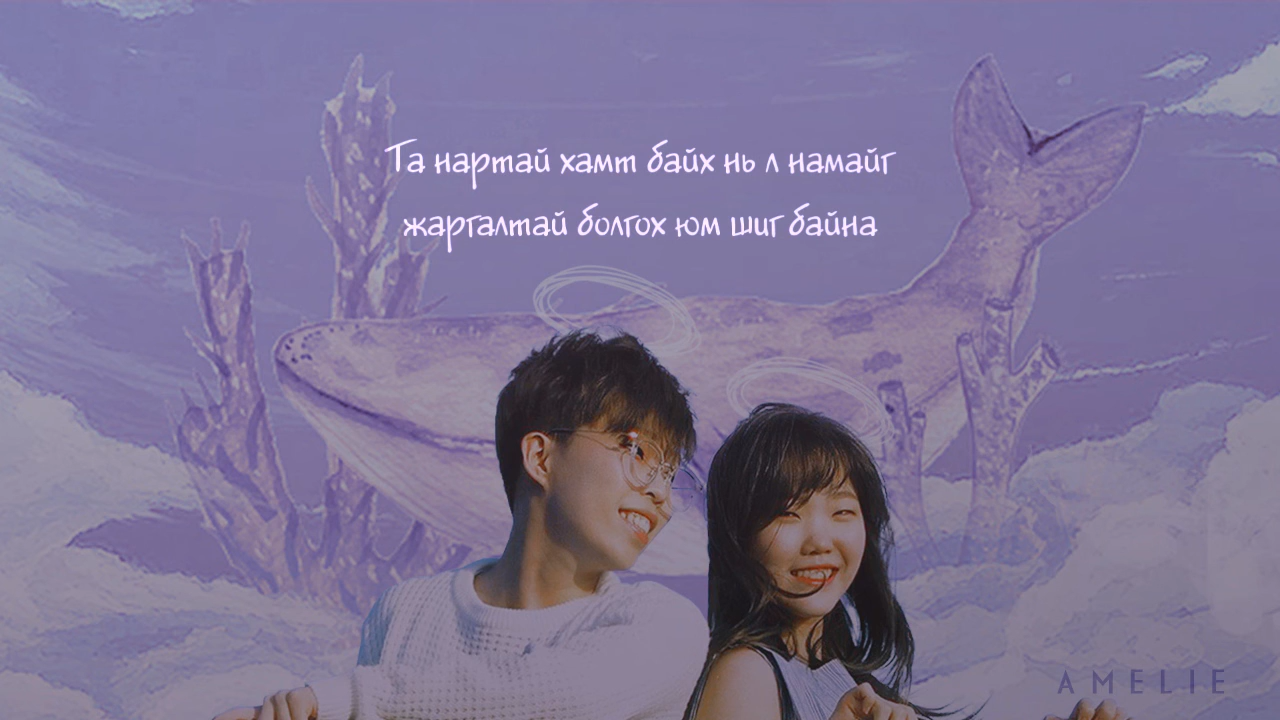 Та нартай хамт байх нь л намайг
жаргалтай болгох юм шиг байна
AMELIE